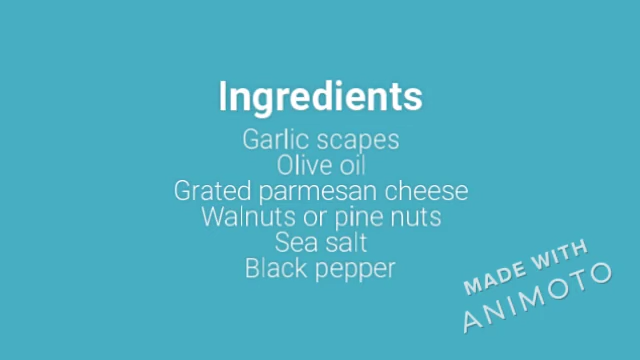 Ingredients
Garlic scapes
Olive oil
Grated parmesan cheese
Walnuts or pine nuts
Sea salt
Black pepper
MADE WITH
ANIMOTO